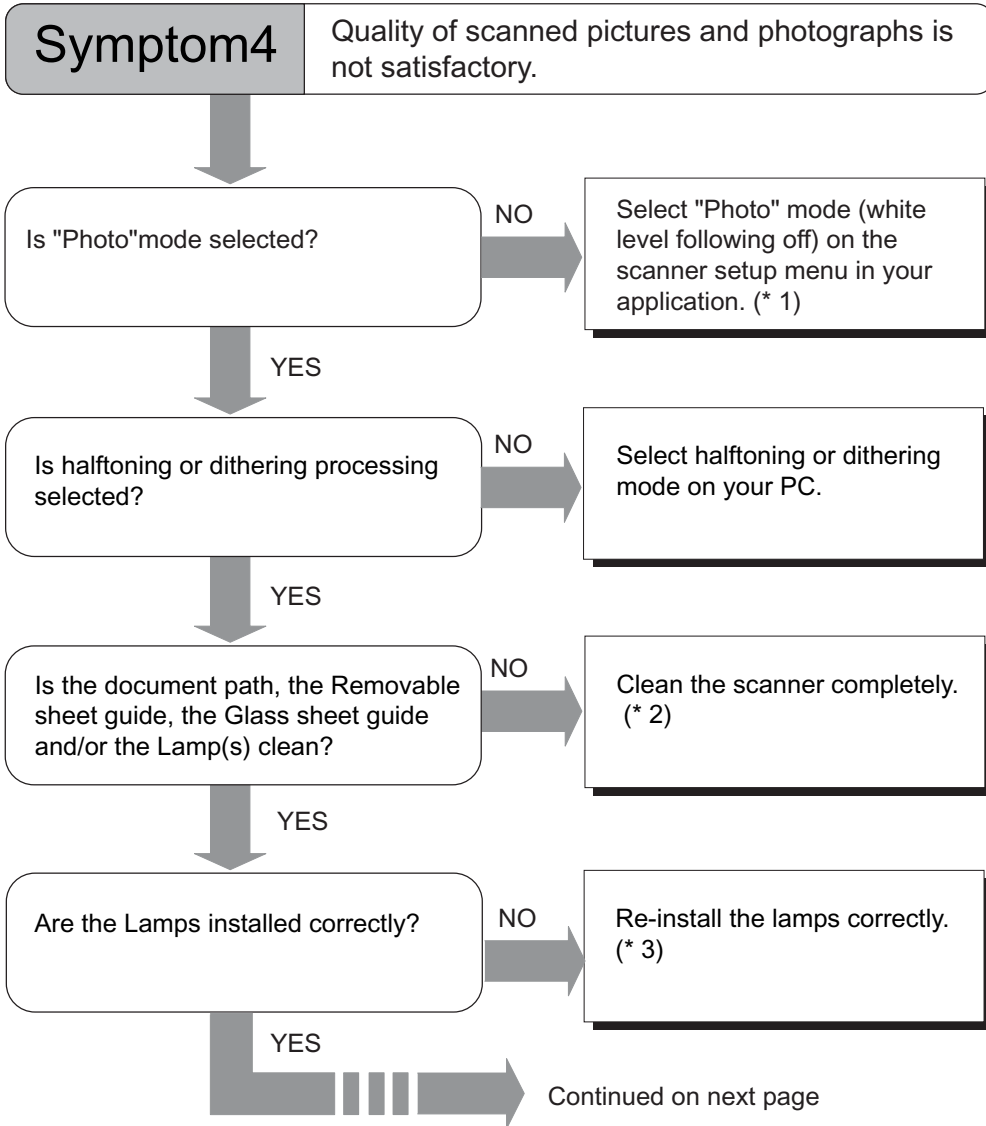 Symptom4
Quality of scanned pictures and photographs is
not satisfactory.
Is "Photo"mode selected?
NO
Select "Photo" mode (white
level following off) on the
scanner setup menu in your
application. (* 1)
YES
Is halftoning or dithering processing
selected?
NO
Select halftoning or dithering
mode on your PC.
YES
Is the document path, the Removable
sheet guide, the Glass sheet guide
and/or the Lamp(s) clean?
NO
Clean the scanner completely.
(* 2)
YES
Are the Lamps installed correctly?
NO
Re-install the lamps correctly.
(* 3)
YES
Continued on next page